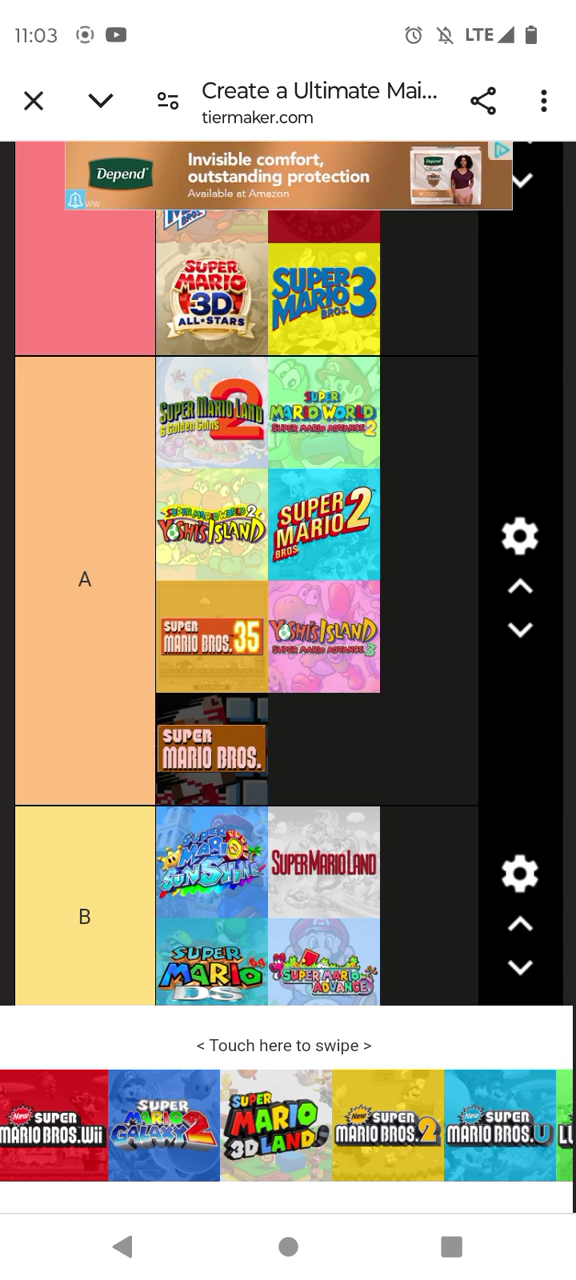 11:03
LTE
Create a Ultimate Mai...
tiermaker.com
Depend
Invisible comfort,
outstanding protection
Available at Amazon
WW
BROS
SUPER
MARIO
3D
ALL★STARS
SUPER
MARIO 3
BROS.
A
SUPER MARIO LAND 2
6 Golden Coins
SUPER
MARIO WORLD
SUPER MARIO ADVANCE 2
SUPER MARIO WORLD 2
YOSHI'S ISLAND
SUPER
MARIO 2
BROS
SUPER
MARIO BROS. 35
YOSHI'S ISLAND
SUPER MARIO ADVANCE 3
SUPER
MARIO BROS.
B
SUPER
MARIO
SUNSHINE
SUPER MARIO LAND
SUPER
MARIO 64
DS
SUPER MARIO
ADVANCE
< Touch here to swipe >
New SUPER
MARIO BROS. Wii
SUPER
MARIO
GALAXY 2
SUPER
MARIO
3D LAND
New SUPER
MARIO BROS. 2
New SUPER
MARIO BROS. U